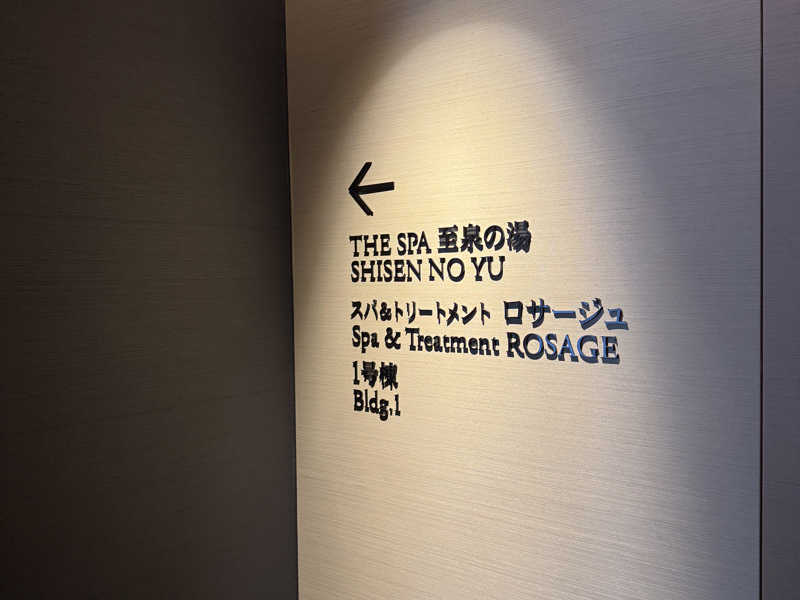 ←
THE SPA 至泉の湯
SHISEN NO YU
スパ&トリートメント ロサージュ
Spa & Treatment ROSAGE
1号棟
Bldg.1